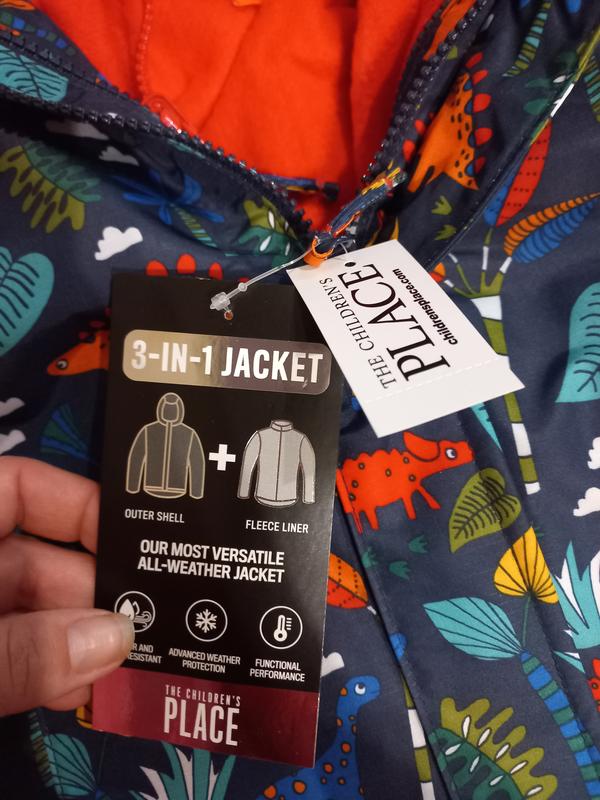 THE CHILDREN'S
PLACE.
childrensplace.com
3-IN-1 JACKET
+
OUTER SHELL
FLEECE LINER
OUR MOST VERSATILE
ALL-WEATHER JACKET
AND
ADVANCED WEATHER
PROTECTION
FUNCTIONAL
PERFORMANCE
THE CHILDREN'S
PLACE